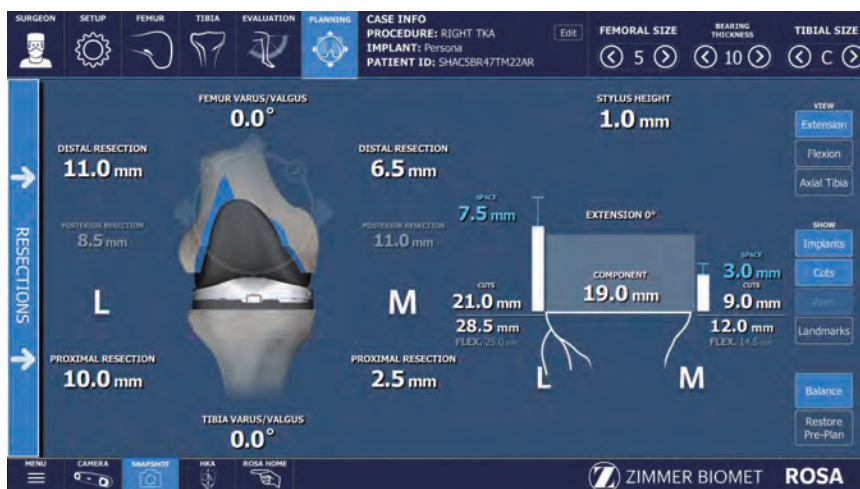 SURGEON
SETUP
FEMUR
TIBIA
EVALUATION
PLANNING
CASE INFO
PROCEDURE: RIGHT TKA
IMPLANT: Persona
PATIENT ID: SHAC5BR47TM22AR
Edit
FEMORAL SIZE
5
BEARING
THICKNESS
10
TIBIAL SIZE
C
RESECTIONS
FEMUR VARUS/VALGUS
0.0°
DISTAL RESECTION
11.0 mm
POSTERIOR RESECTION
8.5 mm
L
PROXIMAL RESECTION
10.0 mm
DISTAL RESECTION
6.5 mm
POSTERIOR RESECTION
11.0 mm
M
PROXIMAL RESECTION
2.5 mm
TIBIA VARUS/VALGUS
0.0°
STYLUS HEIGHT
1.0 mm
SPACE
7.5 mm
EXTENSION 0°
SPACE
3.0 mm
CUTS
21.0 mm
COMPONENT
19.0 mm
CUTS
9.0 mm
28.5 mm
FLEX. 25.0 mm
12.0 mm
FLEX. 14.5 mm
L
M
VIEW
Extension
Flexion
Axial Tibia
SHOW
Implants
Cuts
Landmarks
Balance
Restore
Pre-Plan
MENU
CAMERA
SNAPSHOT
HKA
ROSA HOME
ZIMMER BIOMET
ROSA